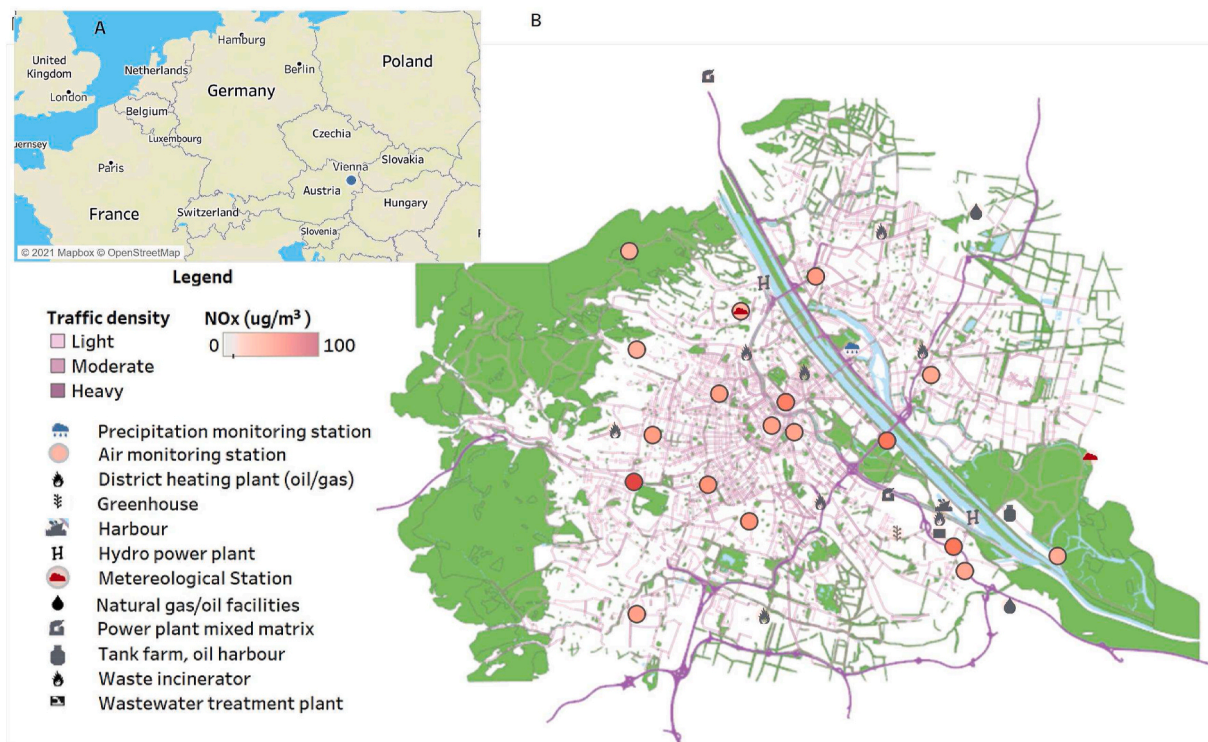 A
B
Hamburg
Poland
United
Kingdom
Netherlands
Berlin
London
Germany
Belgium
Luxembourg
Czechia
uernsey
Paris
Slovakia
Vienna
Austria
France
Switzerland
Hungary
Slovenia
© 2021 Mapbox © OpenStreetMap
Legend
Traffic density
NOx (ug/m³ )
Light
0
100
Moderate
Heavy
Precipitation monitoring station
Air monitoring station
District heating plant (oil/gas)
Greenhouse
Harbour
H Hydro power plant
Metereological Station
Natural gas/oil facilities
Power plant mixed matrix
Tank farm, oil harbour
Waste incinerator
Wastewater treatment plant
H
H